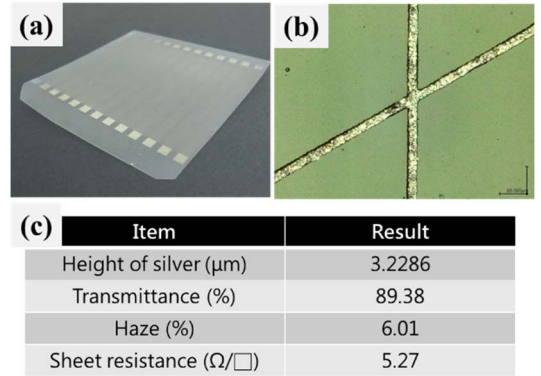 (a)
(b)
(c)
Item Result
Height of silver (μm) 3.2286
Transmittance (%) 89.38
Haze (%) 6.01
Sheet resistance (Ω/□) 5.27